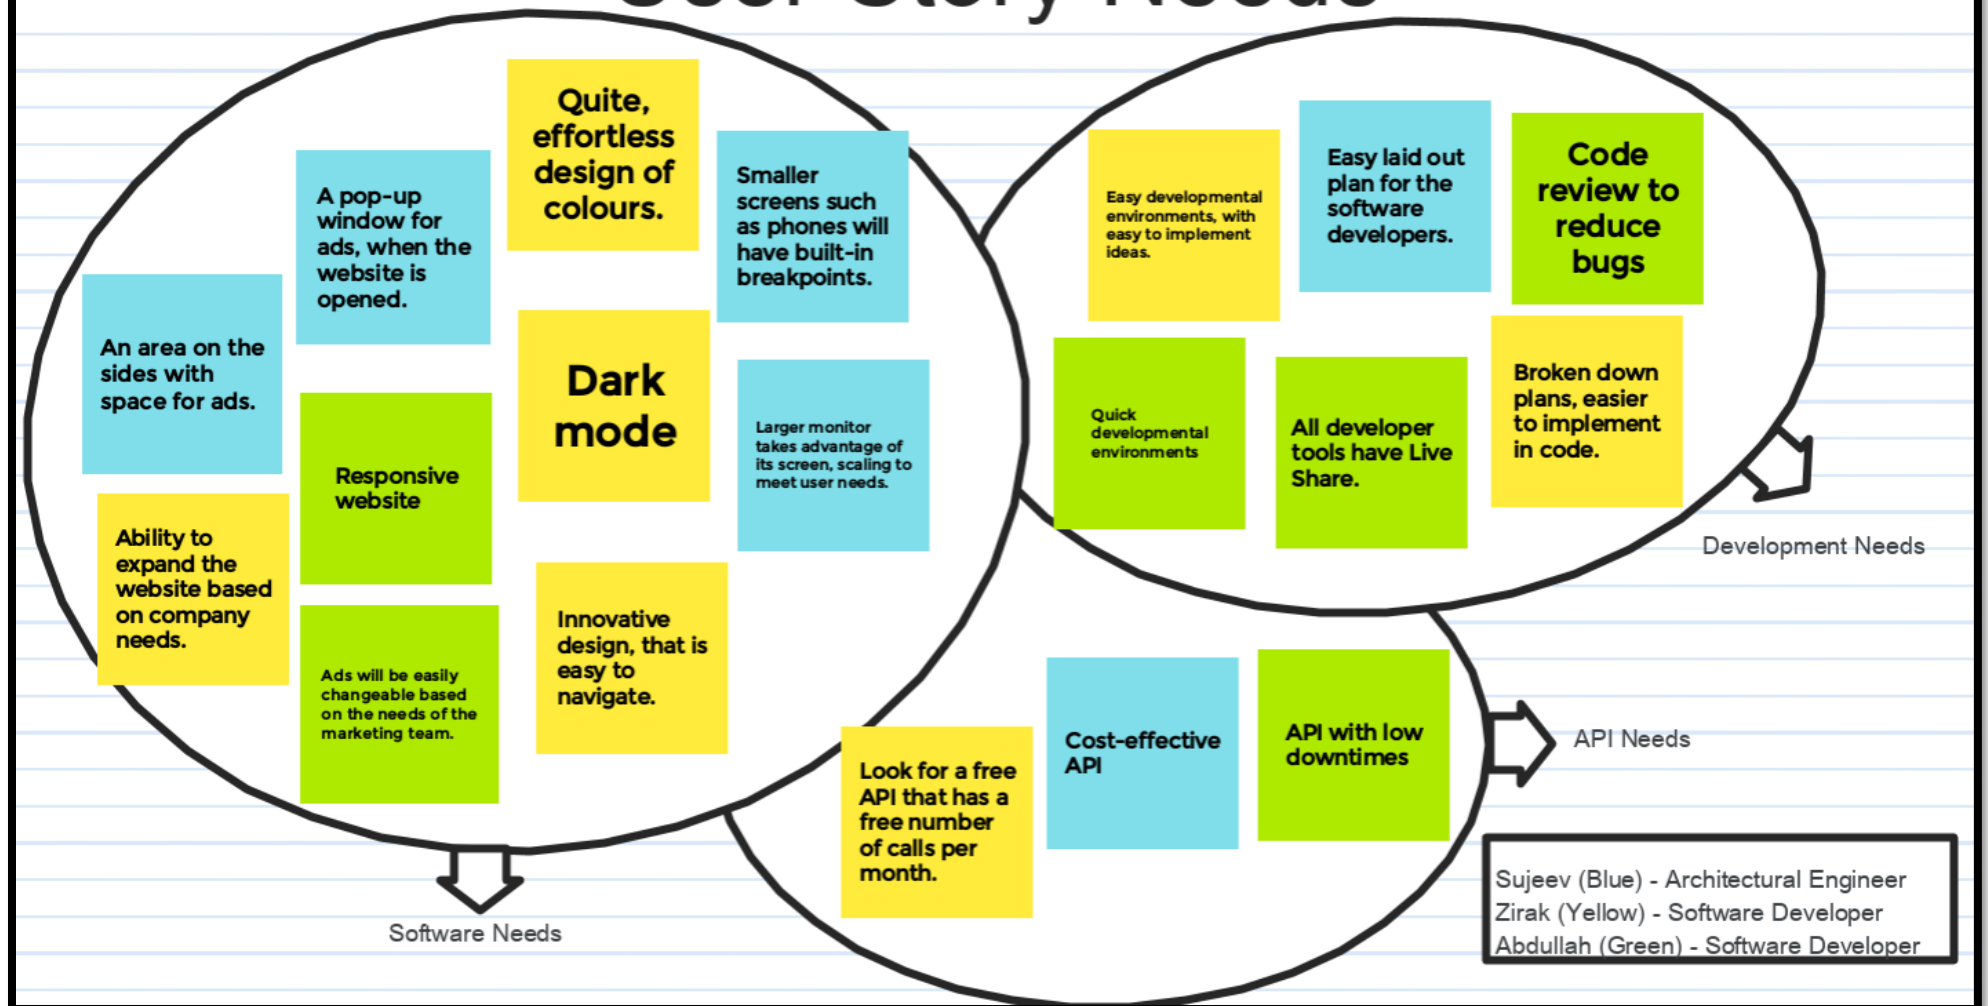 User Story Needs
Quite,
effortless
design of
colours.
A pop-up
window for
ads, when the
website is
opened.
Smaller
screens such
as phones will
have built-in
breakpoints.
An area on the
sides with
space for ads.
Dark
mode
Responsive
website
Larger monitor
takes advantage of
its screen, scaling to
meet user needs.
Ability to
expand the
website based
on company
needs.
Ads will be easily
changeable based
on the needs of the
marketing team.
Innovative
design, that is
easy to
navigate.
Software Needs
Easy developmental
environments, with
easy to implement
ideas.
Easy laid out
plan for the
software
developers.
Code
review to
reduce
bugs
Quick
developmental
environments
All developer
tools have Live
Share.
Broken down
plans, easier
to implement
in code.
Development Needs
Look for a free
API that has a
free number
of calls per
month.
Cost-effective
API
API with low
downtimes
API Needs
Sujeev (Blue) - Architectural Engineer
Zirak (Yellow) - Software Developer
Abdullah (Green) - Software Developer